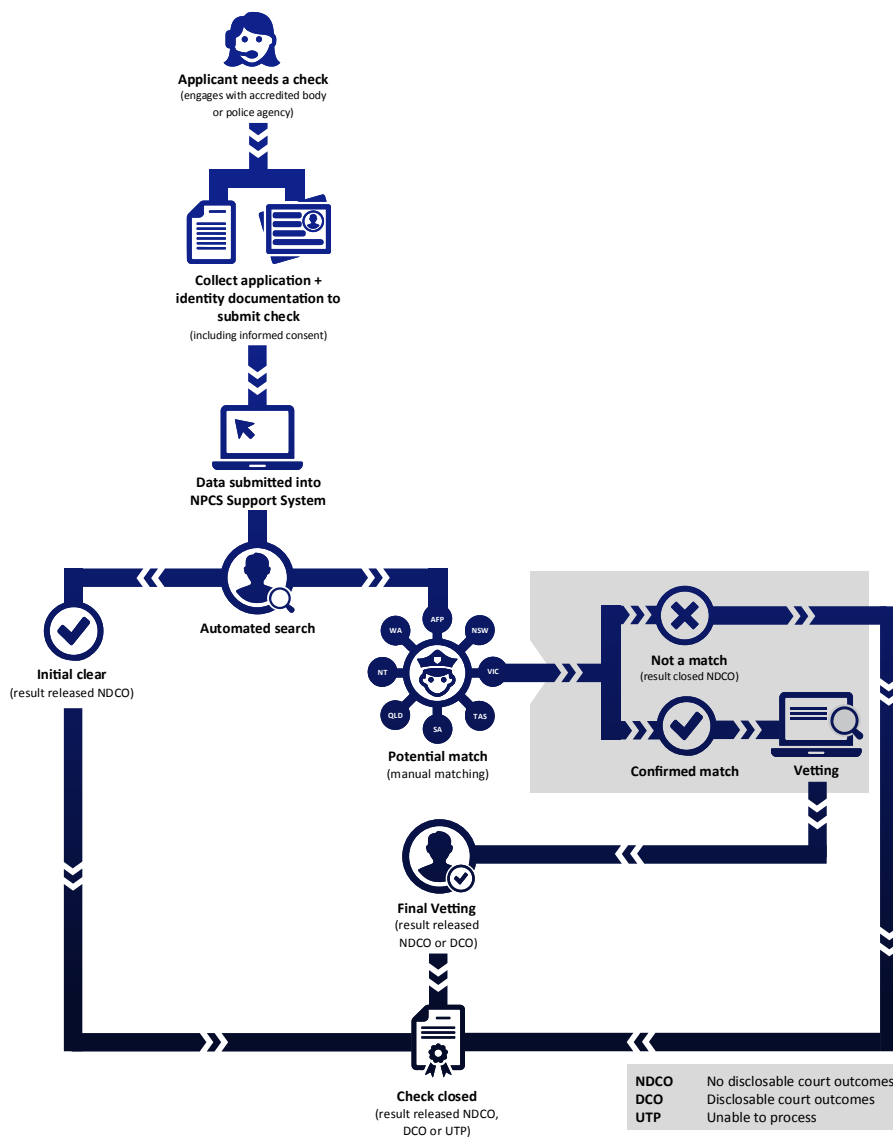 Applicant needs a check
(engages with accredited body
or police agency)
Collect application +
identity documentation to
submit check
(including informed consent)
Data submitted into
NPCS Support System
Automated search
Initial clear
(result released NDCO)
AFP
WA
NSW
NT
VIC
QLD
TAS
SA
Potential match
(manual matching)
Not a match
(result closed NDCO)
Confirmed match
Vetting
Final Vetting
(result released
NDCO or DCO)
Check closed
(result released NDCO,
DCO or UTP)
NDCO No disclosable court outcomes
DCO Disclosable court outcomes
UTP Unable to process